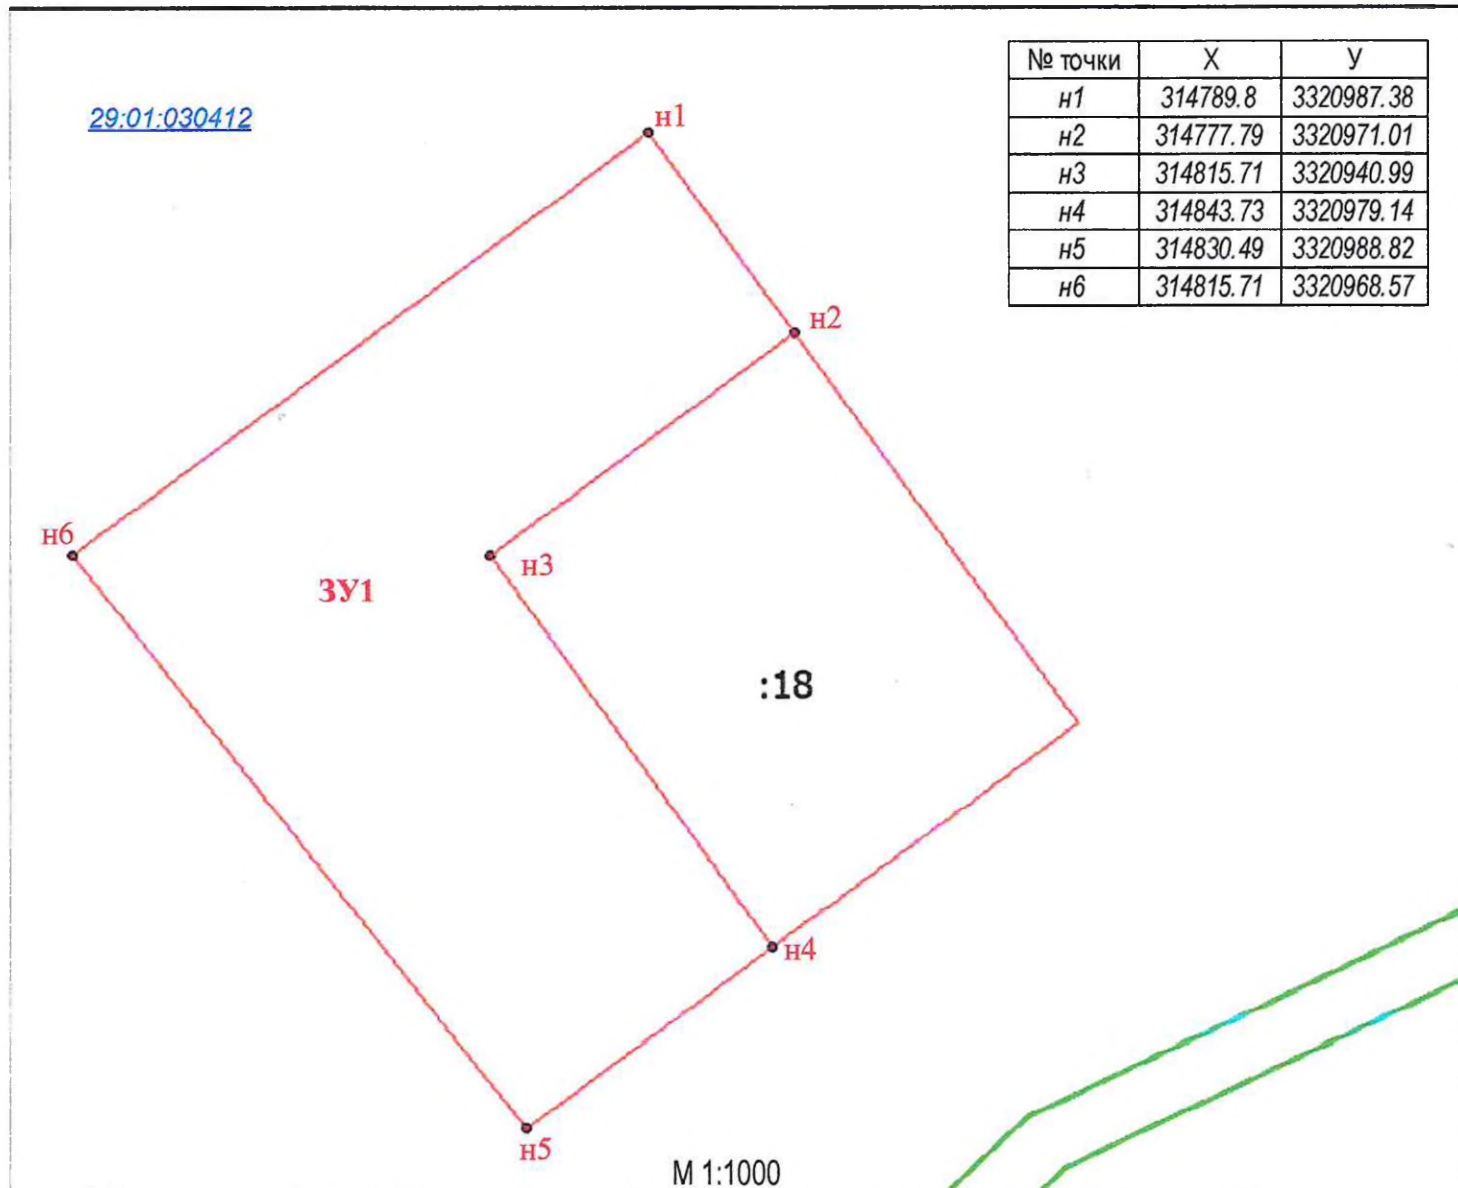 29:01:030412
№ точки X У
н1 314789.8 3320987.38
н2 314777.79 3320971.01
н3 314815.71 3320940.99
н4 314843.73 3320979.14
н5 314830.49 3320988.82
н6 314815.71 3320968.57
н1
н2
н6
н3
ЗУ1
:18
н4
н5
М 1:1000